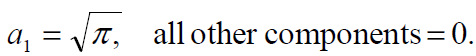 a₁ = √π, all other components = 0.